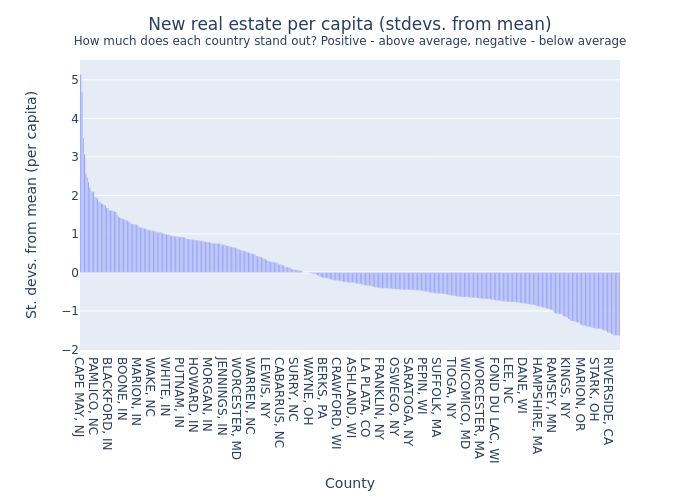 New real estate per capita (stdevs. from mean)
How much does each country stand out? Positive - above average, negative - below average
St. devs. from mean (per capita)
5
4
3
2
1
0
−1
−2
CAPE MAY, NJ
PAMLICO, NC
BLACKFORD, IN
BOONE, IN
MARION, IN
WAKE, NC
WHITE, IN
PUTNAM, IN
HOWARD, IN
MORGAN, IN
JENNINGS, IN
WORCESTER, MD
WARREN, NC
LEWIS, NY
CABARRUS, NC
SURRY, NC
WAYNE, OH
BERKS, PA
CRAWFORD, WI
ASHLAND, WI
LA PLATA, CO
FRANKLIN, NY
OSWEGO, NY
SARATOGA, NY
PEPIN, WI
SUFFOLK, MA
TIOGA, NY
WICOMICO, MD
WORCESTER, MA
FOND DU LAC, WI
LEE, NC
DANE, WI
HAMPSHIRE, MA
RAMSEY, MN
KINGS, NY
MARION, OR
STARK, OH
RIVERSIDE, CA
County